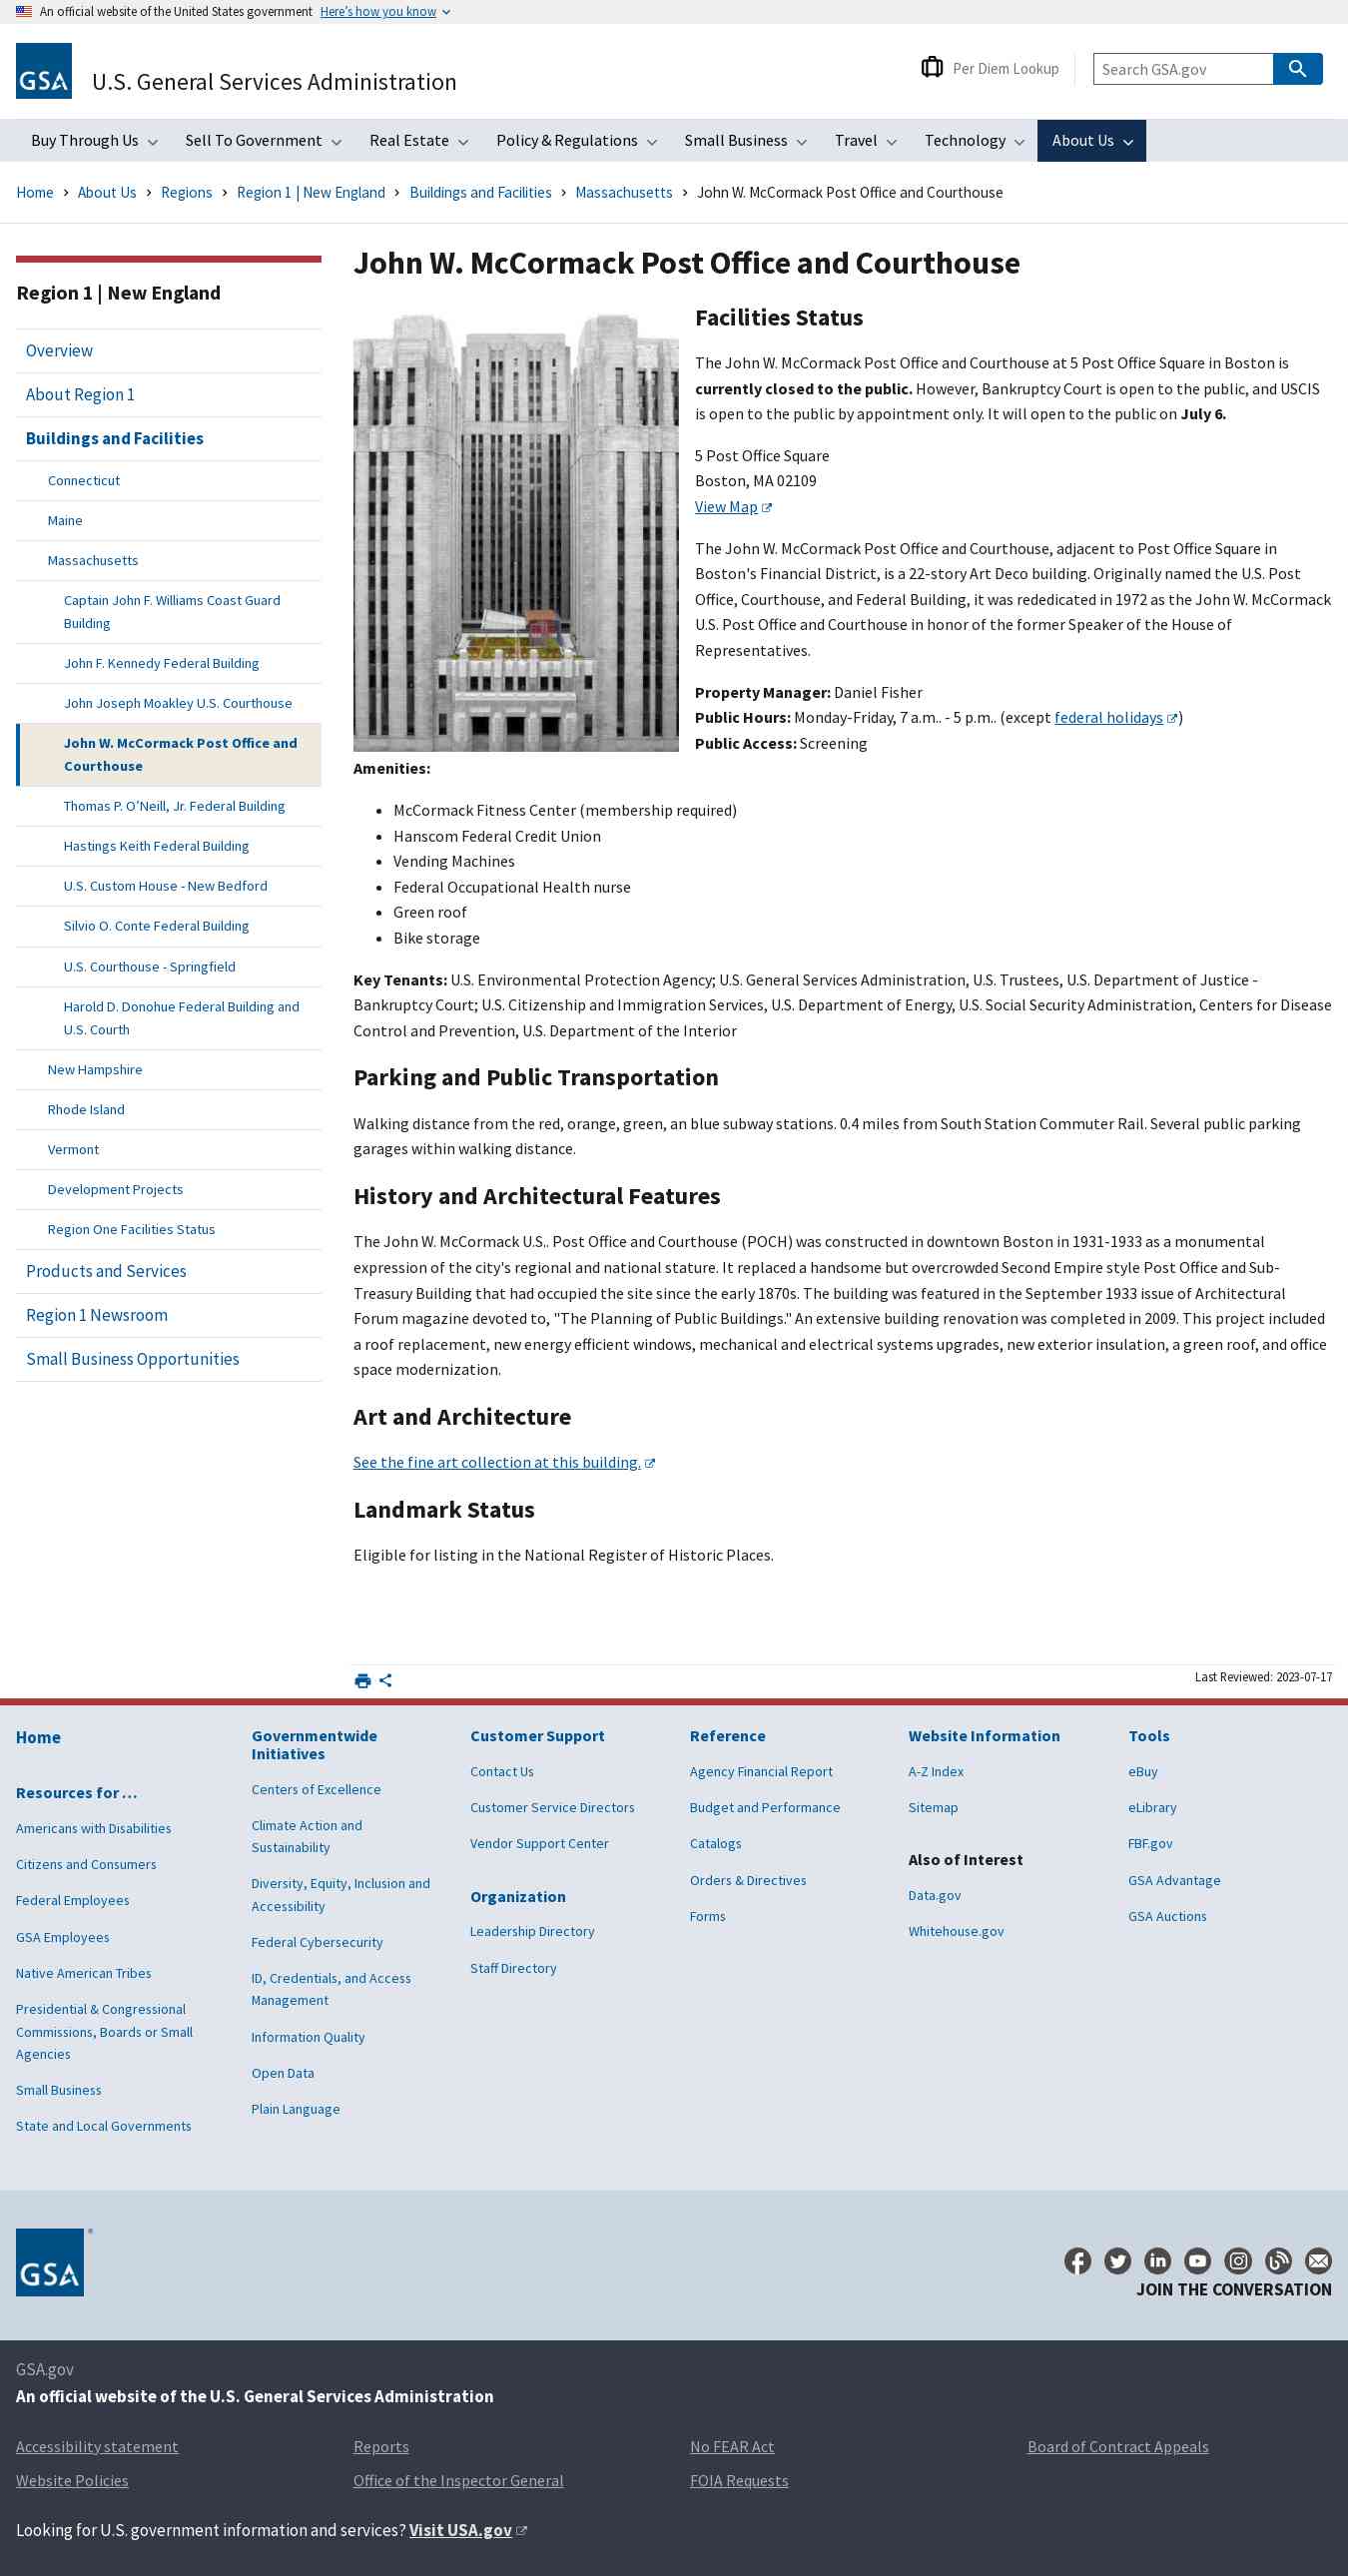 An official website of the United States government Here's how you know
GSA
U.S. General Services Administration
Per Diem Lookup
Search GSA.gov
Buy Through Us Sell To Government Real Estate Policy & Regulations Small Business Travel Technology About Us
Home > About Us > Regions > Region 1 | New England > Buildings and Facilities > Massachusetts > John W. McCormack Post Office and Courthouse
Region 1 | New England
Overview
About Region 1
Buildings and Facilities
Connecticut
Maine
Massachusetts
Captain John F. Williams Coast Guard
Building
John F. Kennedy Federal Building
John Joseph Moakley U.S. Courthouse
John W. McCormack Post Office and
Courthouse
Thomas P. O'Neill, Jr. Federal Building
Hastings Keith Federal Building
U.S. Custom House - New Bedford
Silvio O. Conte Federal Building
U.S. Courthouse - Springfield
Harold D. Donohue Federal Building and
U.S. Courth
New Hampshire
Rhode Island
Vermont
Development Projects
Region One Facilities Status
Products and Services
Region 1 Newsroom
Small Business Opportunities
John W. McCormack Post Office and Courthouse
Facilities Status
The John W. McCormack Post Office and Courthouse at 5 Post Office Square in Boston is
currently closed to the public. However, Bankruptcy Court is open to the public, and USCIS
is open to the public by appointment only. It will open to the public on July 6.
5 Post Office Square
Boston, MA 02109
View Map
The John W. McCormack Post Office and Courthouse, adjacent to Post Office Square in
Boston's Financial District, is a 22-story Art Deco building. Originally named the U.S. Post
Office, Courthouse, and Federal Building, it was rededicated in 1972 as the John W. McCormack
U.S. Post Office and Courthouse in honor of the former Speaker of the House of
Representatives.
Property Manager: Daniel Fisher
Public Hours: Monday-Friday, 7 a.m.. - 5 p.m.. (except federal holidays)
Public Access: Screening
Amenities:
• McCormack Fitness Center (membership required)
• Hanscom Federal Credit Union
• Vending Machines
• Federal Occupational Health nurse
• Green roof
• Bike storage
Key Tenants: U.S. Environmental Protection Agency; U.S. General Services Administration, U.S. Trustees, U.S. Department of Justice -
Bankruptcy Court; U.S. Citizenship and Immigration Services, U.S. Department of Energy, U.S. Social Security Administration, Centers for Disease
Control and Prevention, U.S. Department of the Interior
Parking and Public Transportation
Walking distance from the red, orange, green, an blue subway stations. 0.4 miles from South Station Commuter Rail. Several public parking
garages within walking distance.
History and Architectural Features
The John W. McCormack U.S.. Post Office and Courthouse (POCH) was constructed in downtown Boston in 1931-1933 as a monumental
expression of the city's regional and national stature. It replaced a handsome but overcrowded Second Empire style Post Office and Sub-
Treasury Building that had occupied the site since the early 1870s. The building was featured in the September 1933 issue of Architectural
Forum magazine devoted to, "The Planning of Public Buildings." An extensive building renovation was completed in 2009. This project included
a roof replacement, new energy efficient windows, mechanical and electrical systems upgrades, new exterior insulation, a green roof, and office
space modernization.
Art and Architecture
See the fine art collection at this building.
Landmark Status
Eligible for listing in the National Register of Historic Places.
Last Reviewed: 2023-07-17
Home
Resources for …
Americans with Disabilities
Citizens and Consumers
Federal Employees
GSA Employees
Native American Tribes
Presidential & Congressional
Commissions, Boards or Small
Agencies
Small Business
State and Local Governments
Governmentwide
Initiatives
Centers of Excellence
Climate Action and
Sustainability
Diversity, Equity, Inclusion and
Accessibility
Federal Cybersecurity
ID, Credentials, and Access
Management
Information Quality
Open Data
Plain Language
Customer Support
Contact Us
Customer Service Directors
Vendor Support Center
Organization
Leadership Directory
Staff Directory
Reference
Agency Financial Report
Budget and Performance
Catalogs
Orders & Directives
Forms
Website Information
A-Z Index
Sitemap
Also of Interest
Data.gov
Whitehouse.gov
Tools
eBuy
eLibrary
FBF.gov
GSA Advantage
GSA Auctions
GSA ®
JOIN THE CONVERSATION
GSA.gov
An official website of the U.S. General Services Administration
Accessibility statement Reports No FEAR Act Board of Contract Appeals
Website Policies Office of the Inspector General FOIA Requests
Looking for U.S. government information and services? Visit USA.gov